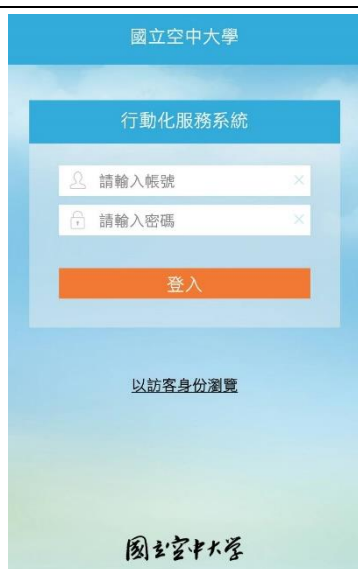 國立空中大學
行動化服務系統
請輸入帳號
請輸入密碼
登入
以訪客身份瀏覽
國立空中大学